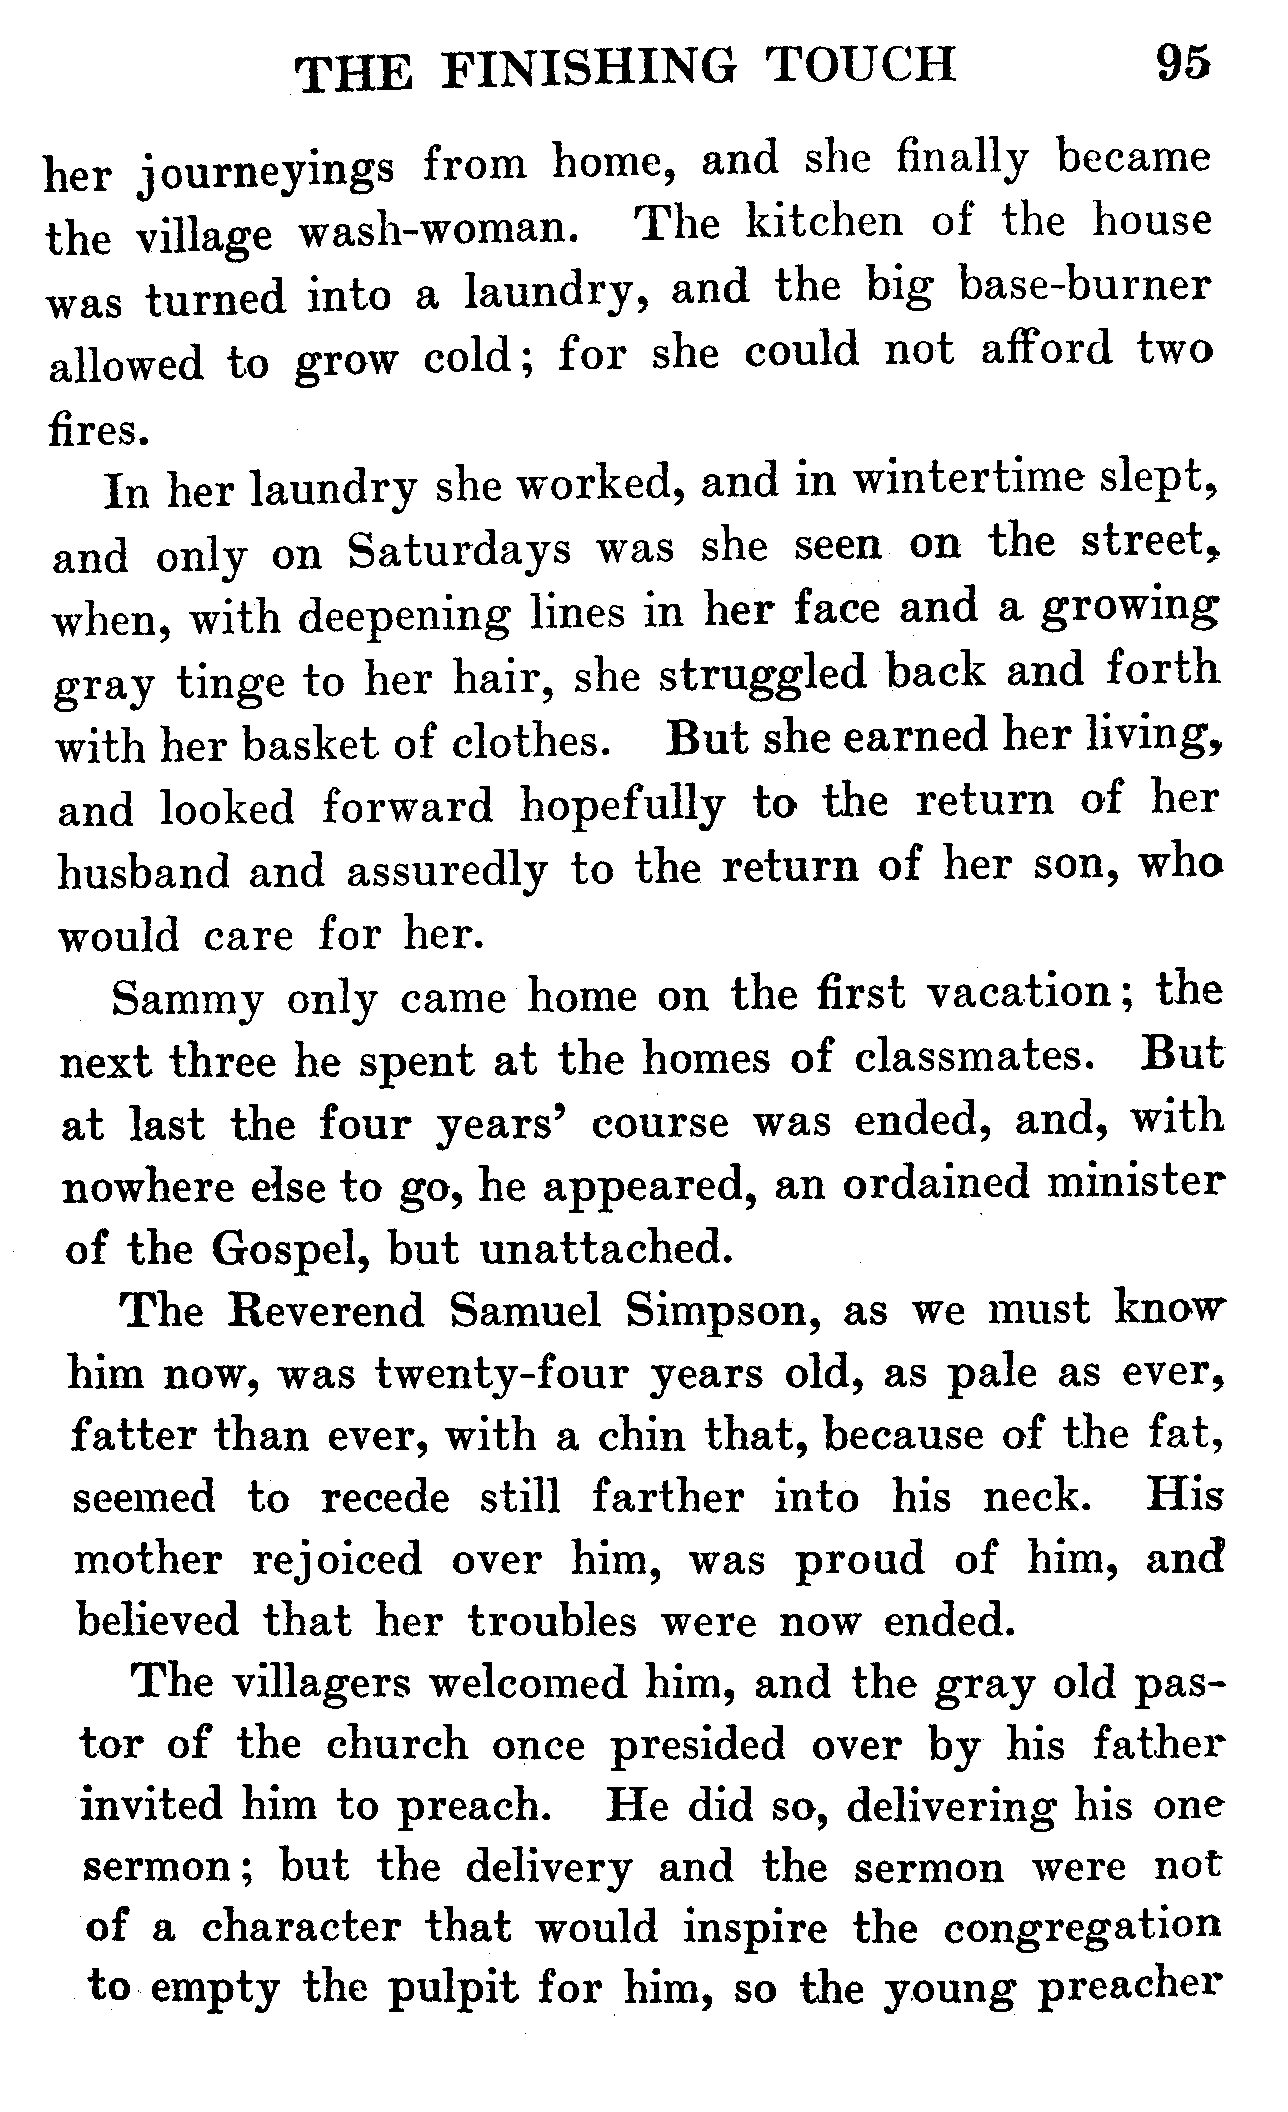 THE FINISHING TOUCH 95
her journeyings from home, and she finally became
the village wash-woman. The kitchen of the house
was turned into a laundry, and the big base-burner
allowed to grow cold; for she could not afford two
fires.
In her laundry she worked, and in wintertime slept,
and only on Saturdays was she seen on the street,
when, with deepening lines in her face and a growing
gray tinge to her hair, she struggled back and forth
with her basket of clothes. But she earned her living,
and looked forward hopefully to the return of her
husband and assuredly to the return of her son, who
would care for her.
Sammy only came home on the first vacation; the
next three he spent at the homes of classmates. But
at last the four years' course was ended, and, with
nowhere else to go, he appeared, an ordained minister
of the Gospel, but unattached.
The Reverend Samuel Simpson, as we must know
him now, was twenty-four years old, as pale as ever,
fatter than ever, with a chin that, because of the fat,
seemed to recede still farther into his neck. His
mother rejoiced over him, was proud of him, and
believed that her troubles were now ended.
The villagers welcomed him, and the gray old pas-
tor of the church once presided over by his father
invited him to preach. He did so, delivering his one
sermon; but the delivery and the sermon were not
of a character that would inspire the congregation
to empty the pulpit for him, so the young preacher